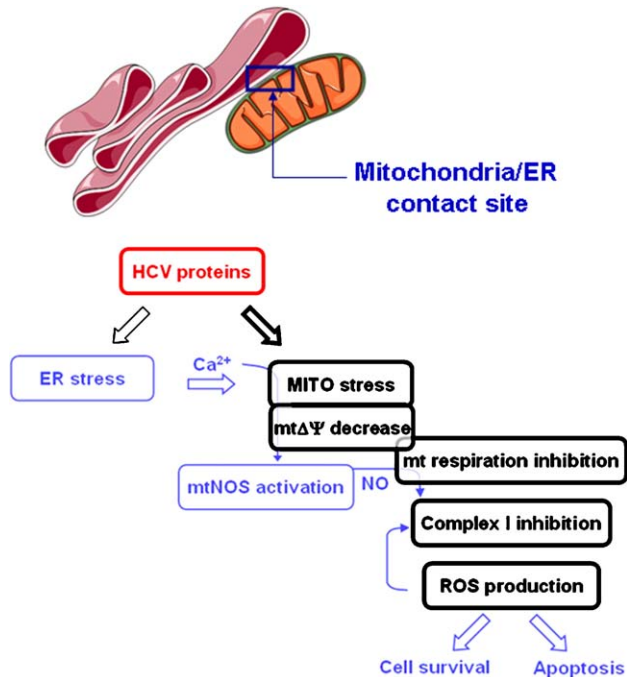 Mitochondria/ER
contact site
HCV proteins
ER stress
Ca²⁺
MITO stress
mtΔΨ decrease
mt respiration inhibition
mtNOS activation
NO
Complex I inhibition
ROS production
Cell survival
Apoptosis